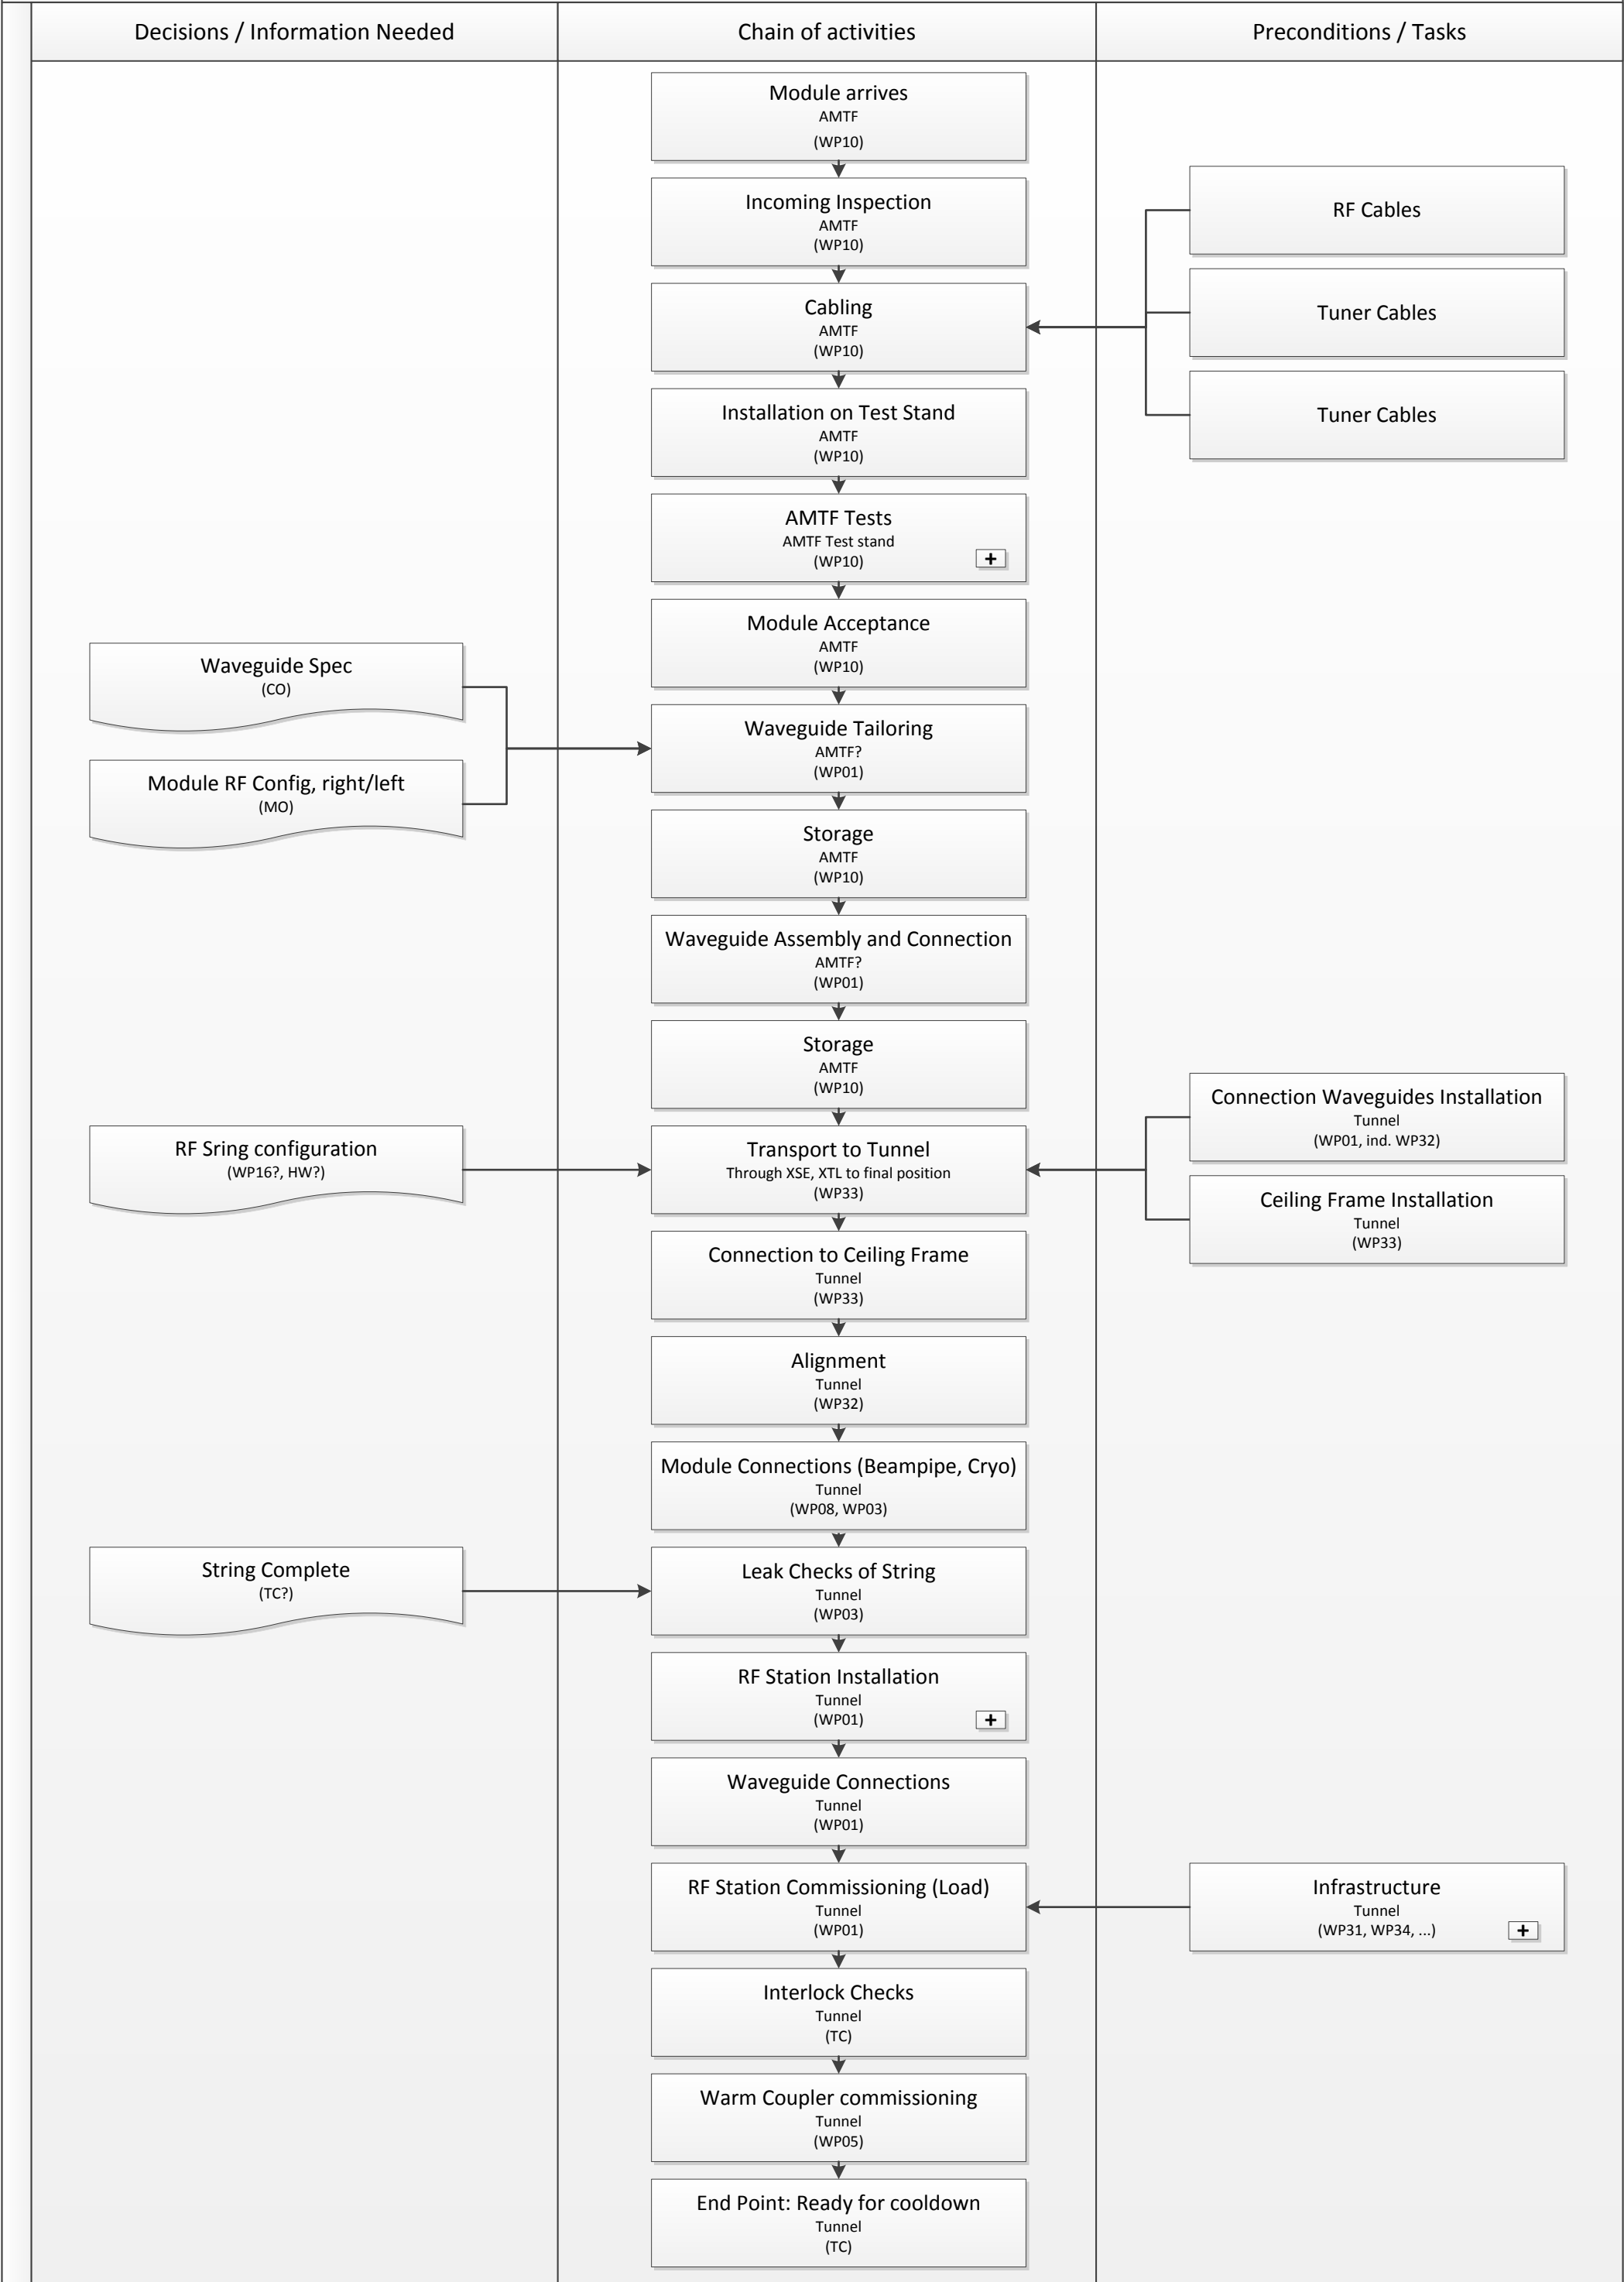 Decisions / Information Needed
Chain of activities
Preconditions / Tasks
Module arrives
AMTF
(WP10)
Incoming Inspection
AMTF
(WP10)
RF Cables
Cabling
AMTF
(WP10)
Tuner Cables
Tuner Cables
Installation on Test Stand
AMTF
(WP10)
AMTF Tests
AMTF Test stand
(WP10)
+
Module Acceptance
AMTF
(WP10)
Waveguide Spec
(CO)
Module RF Config, right/left
(MO)
Waveguide Tailoring
AMTF?
(WP01)
Storage
AMTF
(WP10)
Waveguide Assembly and Connection
AMTF?
(WP01)
Storage
AMTF
(WP10)
Connection Waveguides Installation
Tunnel
(WP01, ind. WP32)
RF Sring configuration
(WP16?, HW?)
Transport to Tunnel
Through XSE, XTL to final position
(WP33)
Ceiling Frame Installation
Tunnel
(WP33)
Connection to Ceiling Frame
Tunnel
(WP33)
Alignment
Tunnel
(WP32)
Module Connections (Beampipe, Cryo)
Tunnel
(WP08, WP03)
String Complete
(TC?)
Leak Checks of String
Tunnel
(WP03)
RF Station Installation
Tunnel
(WP01)
+
Waveguide Connections
Tunnel
(WP01)
RF Station Commissioning (Load)
Tunnel
(WP01)
Infrastructure
Tunnel
(WP31, WP34, ...)
+
Interlock Checks
Tunnel
(TC)
Warm Coupler commissioning
Tunnel
(WP05)
End Point: Ready for cooldown
Tunnel
(TC)